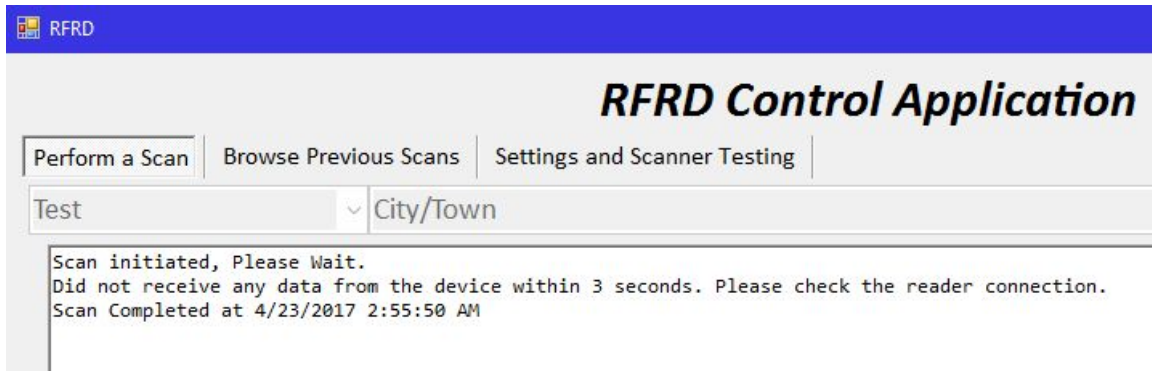 RFRD
RFRD Control Application
Perform a Scan Browse Previous Scans Settings and Scanner Testing
Test City/Town
Scan initiated, Please Wait.
Did not receive any data from the device within 3 seconds. Please check the reader connection.
Scan Completed at 4/23/2017 2:55:50 AM